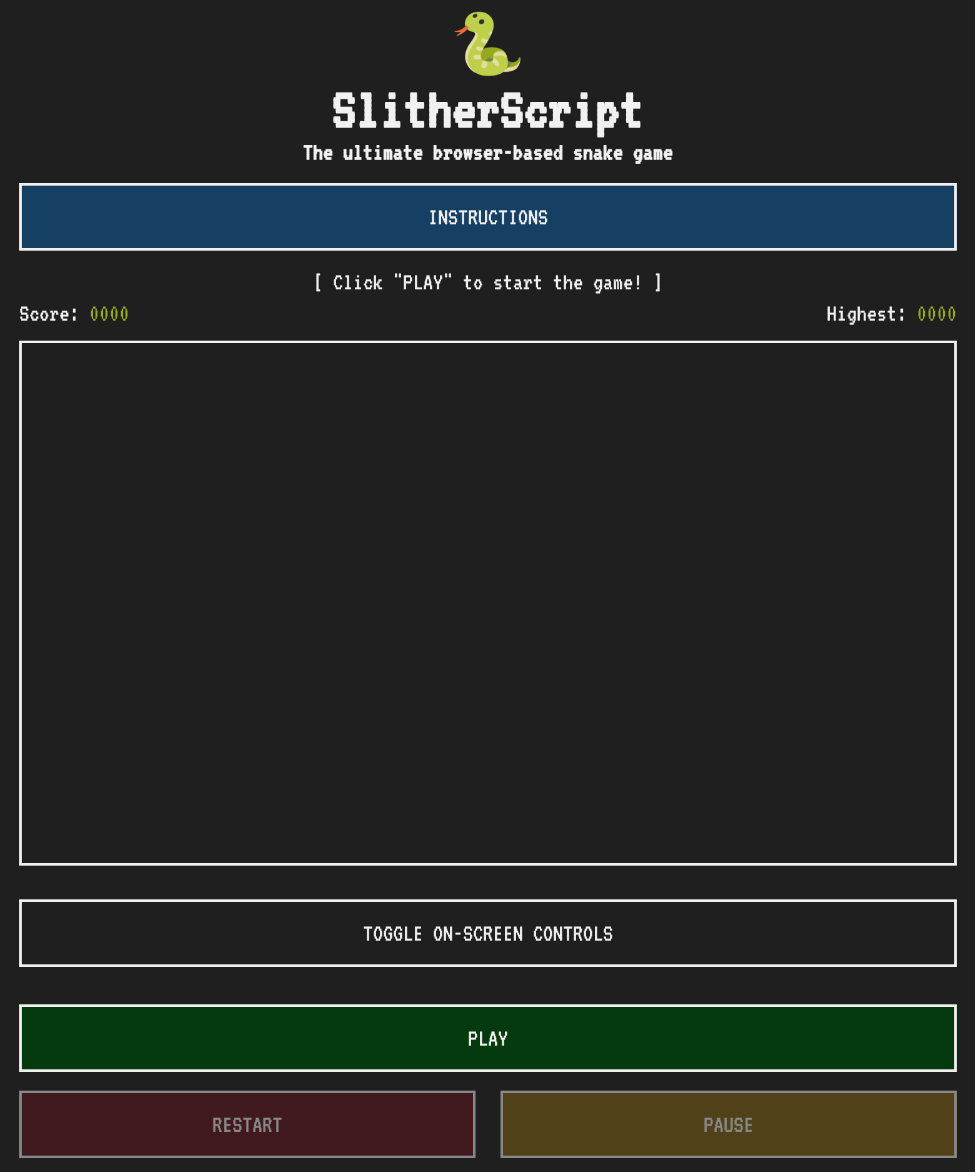 SlitherScript
The ultimate browser-based snake game
INSTRUCTIONS
[ Click "PLAY" to start the game! ]
Score: 0000 Highest: 0000
TOGGLE ON-SCREEN CONTROLS
PLAY
RESTART PAUSE